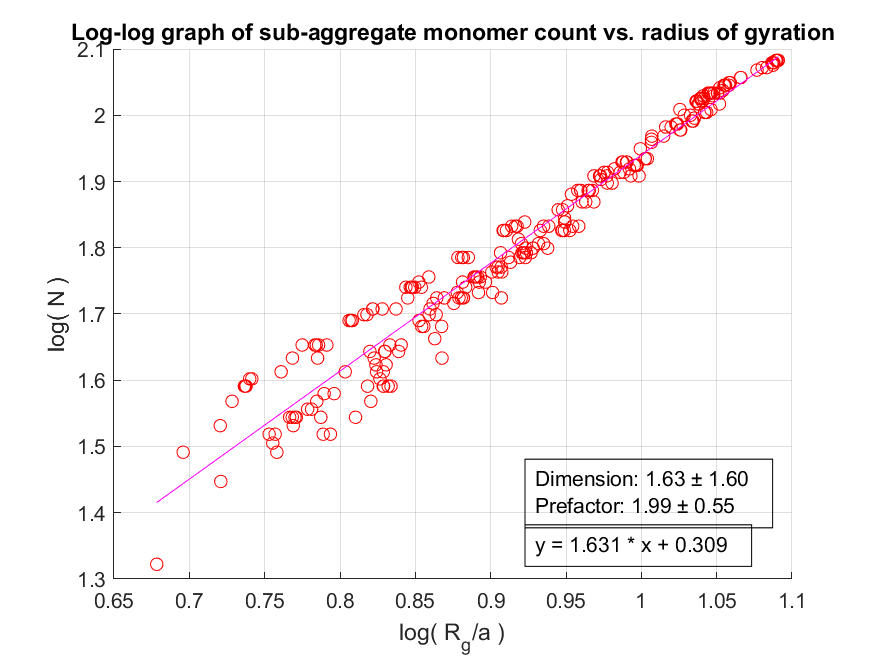 Log-log graph of sub-aggregate monomer count vs. radius of gyration
2.1
2
1.9
1.8
1.7
1.6
1.5
1.4
1.3
log( N )
Dimension: 1.63 ± 1.60
Prefactor: 1.99 ± 0.55
y = 1.631 * x + 0.309
0.65 0.7 0.75 0.8 0.85 0.9 0.95 1 1.05 1.1
log( Rg/a )